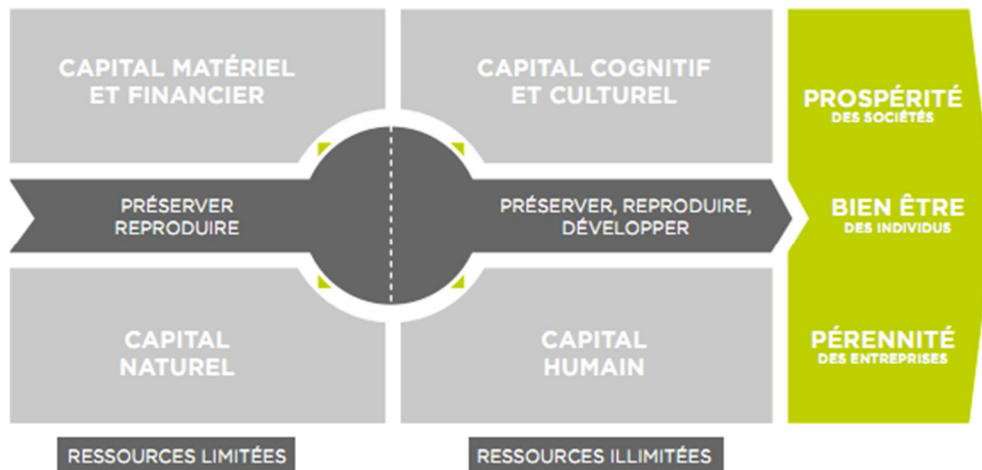 CAPITAL MATÉRIEL
ET FINANCIER
CAPITAL COGNITIF
ET CULTUREL
PROSPÉRITÉ
DES SOCIÉTÉS
PRÉSERVER
REPRODUIRE
PRÉSERVER, REPRODUIRE,
DÉVELOPPER
BIEN ÊTRE
DES INDIVIDUS
CAPITAL
NATUREL
CAPITAL
HUMAIN
PÉRENNITÉ
DES ENTREPRISES
RESSOURCES LIMITÉES
RESSOURCES ILLIMITÉES